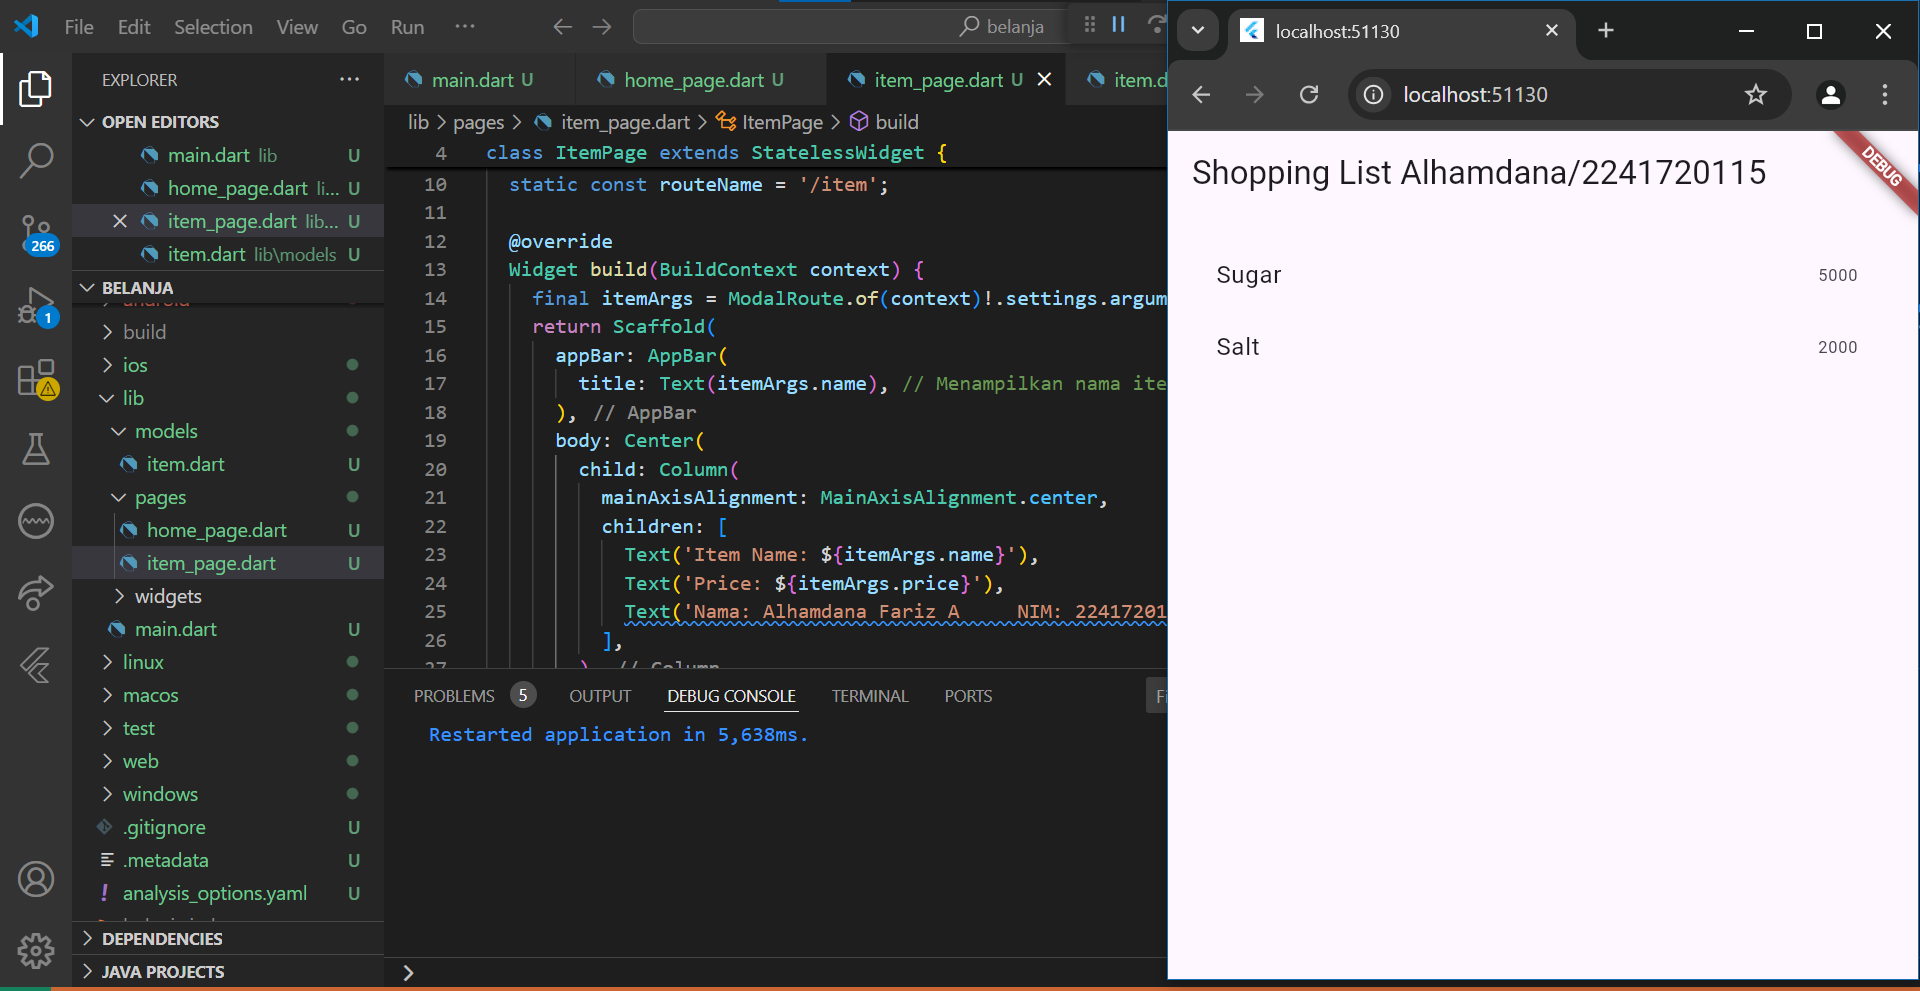 File Edit Selection View Go Run ···
belanja
EXPLORER
OPEN EDITORS
main.dart lib U
home_page.dart li... U
item_page.dart lib... U
item.dart lib\models U
BELANJA
build
ios
lib
models
item.dart U
pages
home_page.dart U
item_page.dart U
widgets
main.dart U
linux
macos
test
web
windows
.gitignore U
.metadata U
analysis_options.yaml U
DEPENDENCIES
JAVA PROJECTS
266
1
main.dart U
home_page.dart U
item_page.dart U
item.d
lib > pages > item_page.dart > ItemPage > build
4 class ItemPage extends StatelessWidget {
10 static const routeName = '/item';
11
12 @override
13 Widget build(BuildContext context) {
14 final itemArgs = ModalRoute.of(context)!.settings.argum
15 return Scaffold(
16 appBar: AppBar(
17 title: Text(itemArgs.name), // Menampilkan nama ite
18 ), // AppBar
19 body: Center(
20 child: Column(
21 mainAxisAlignment: MainAxisAlignment.center,
22 children: [
23 Text('Item Name: ${itemArgs.name}'),
24 Text('Price: ${itemArgs.price}'),
25 Text('Nama: Alhamdana Fariz A     NIM: 22417201
26 ],
27 ), // Column
PROBLEMS 5 OUTPUT DEBUG CONSOLE TERMINAL PORTS Fi
Restarted application in 5,638ms.
localhost:51130
localhost:51130
Shopping List Alhamdana/2241720115
DEBUG
Sugar 5000
Salt 2000